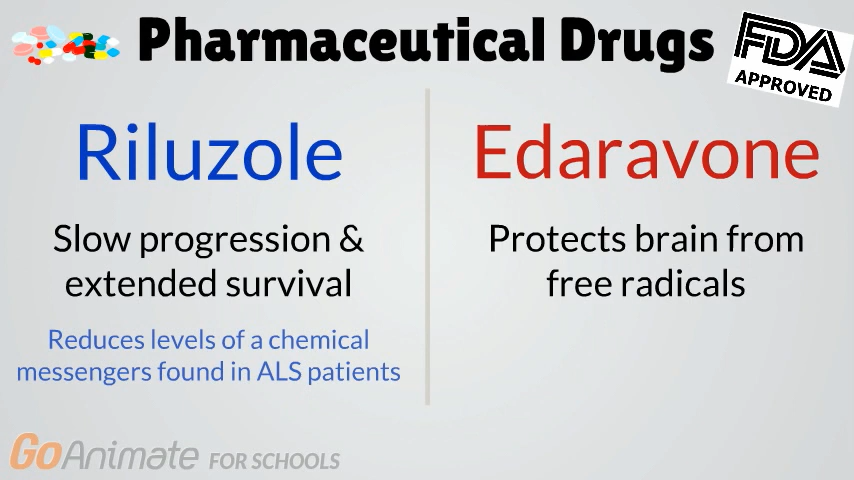 Pharmaceutical Drugs
FDA
APPROVED
Riluzole
Slow progression &
extended survival
Reduces levels of a chemical
messengers found in ALS patients
Edaravone
Protects brain from
free radicals
GoAnimate FOR SCHOOLS